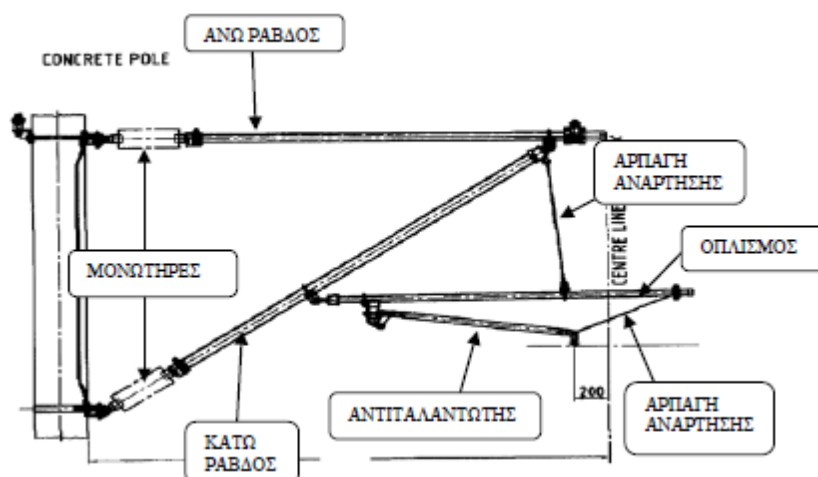 ΑΝΩ ΡΑΒΔΟΣ
CONCRETE POLE
ΑΡΠΑΓΗ
ΑΝΑΡΤΗΣΗΣ
CENTRE LINE
ΟΠΛΙΣΜΟΣ
ΜΟΝΩΤΗΡΕΣ
200
ΑΝΤΙΤΑΛΑΝΤΩΤΗΣ
ΑΡΠΑΓΗ
ΑΝΑΡΤΗΣΗΣ
ΚΑΤΩ
ΡΑΒΔΟΣ